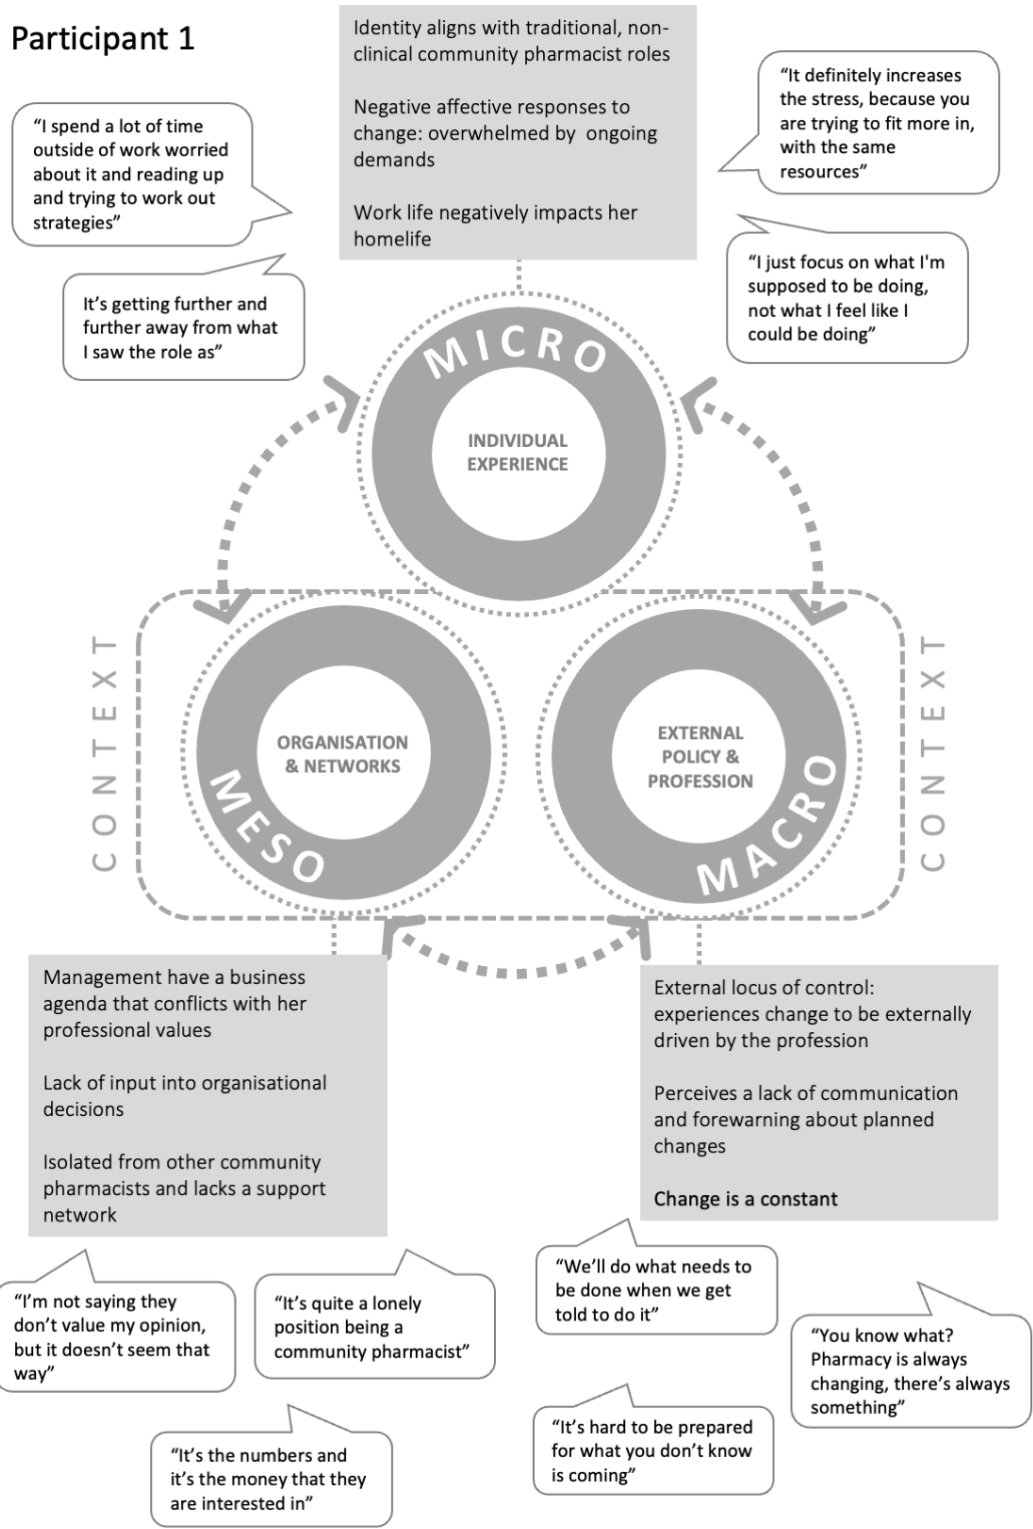 Participant 1
Identity aligns with traditional, non-
clinical community pharmacist roles
Negative affective responses to
change: overwhelmed by  ongoing
demands
Work life negatively impacts her
homelife
“I spend a lot of time
outside of work worried
about it and reading up
and trying to work out
strategies”
It’s getting further and
further away from what
I saw the role as”
“It definitely increases
the stress, because you
are trying to fit more in,
with the same
resources”
“I just focus on what I'm
supposed to be doing,
not what I feel like I
could be doing”
MICRO
INDIVIDUAL
EXPERIENCE
CONTEXT
ORGANISATION
& NETWORKS
MESO
EXTERNAL
POLICY &
PROFESSION
MACRO
CONTEXT
Management have a business
agenda that conflicts with her
professional values
Lack of input into organisational
decisions
Isolated from other community
pharmacists and lacks a support
network
External locus of control:
experiences change to be externally
driven by the profession
Perceives a lack of communication
and forewarning about planned
changes
Change is a constant
“I’m not saying they
don’t value my opinion,
but it doesn’t seem that
way”
“It’s quite a lonely
position being a
community pharmacist”
“It’s the numbers and
it’s the money that they
are interested in”
“We’ll do what needs to
be done when we get
told to do it”
“You know what?
Pharmacy is always
changing, there’s always
something”
“It’s hard to be prepared
for what you don’t know
is coming”